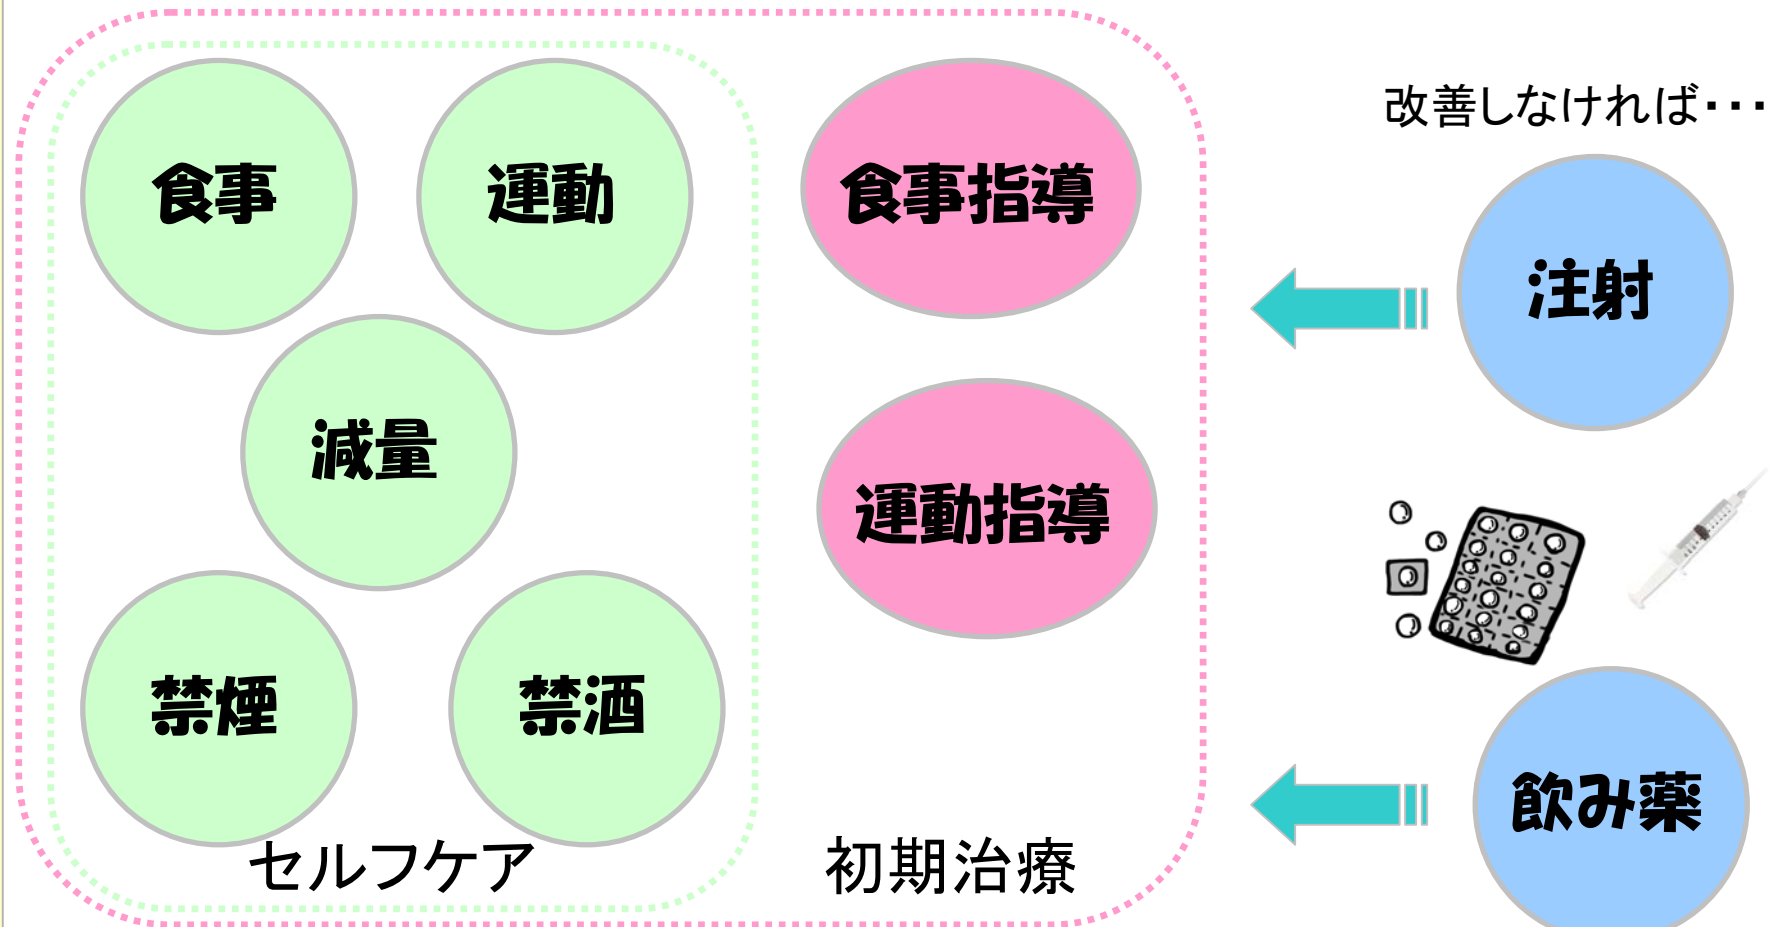 食事
運動
減量
禁煙
禁酒
セルフケア
食事指導
運動指導
初期治療
改善しなければ・・・
注射
飲み薬